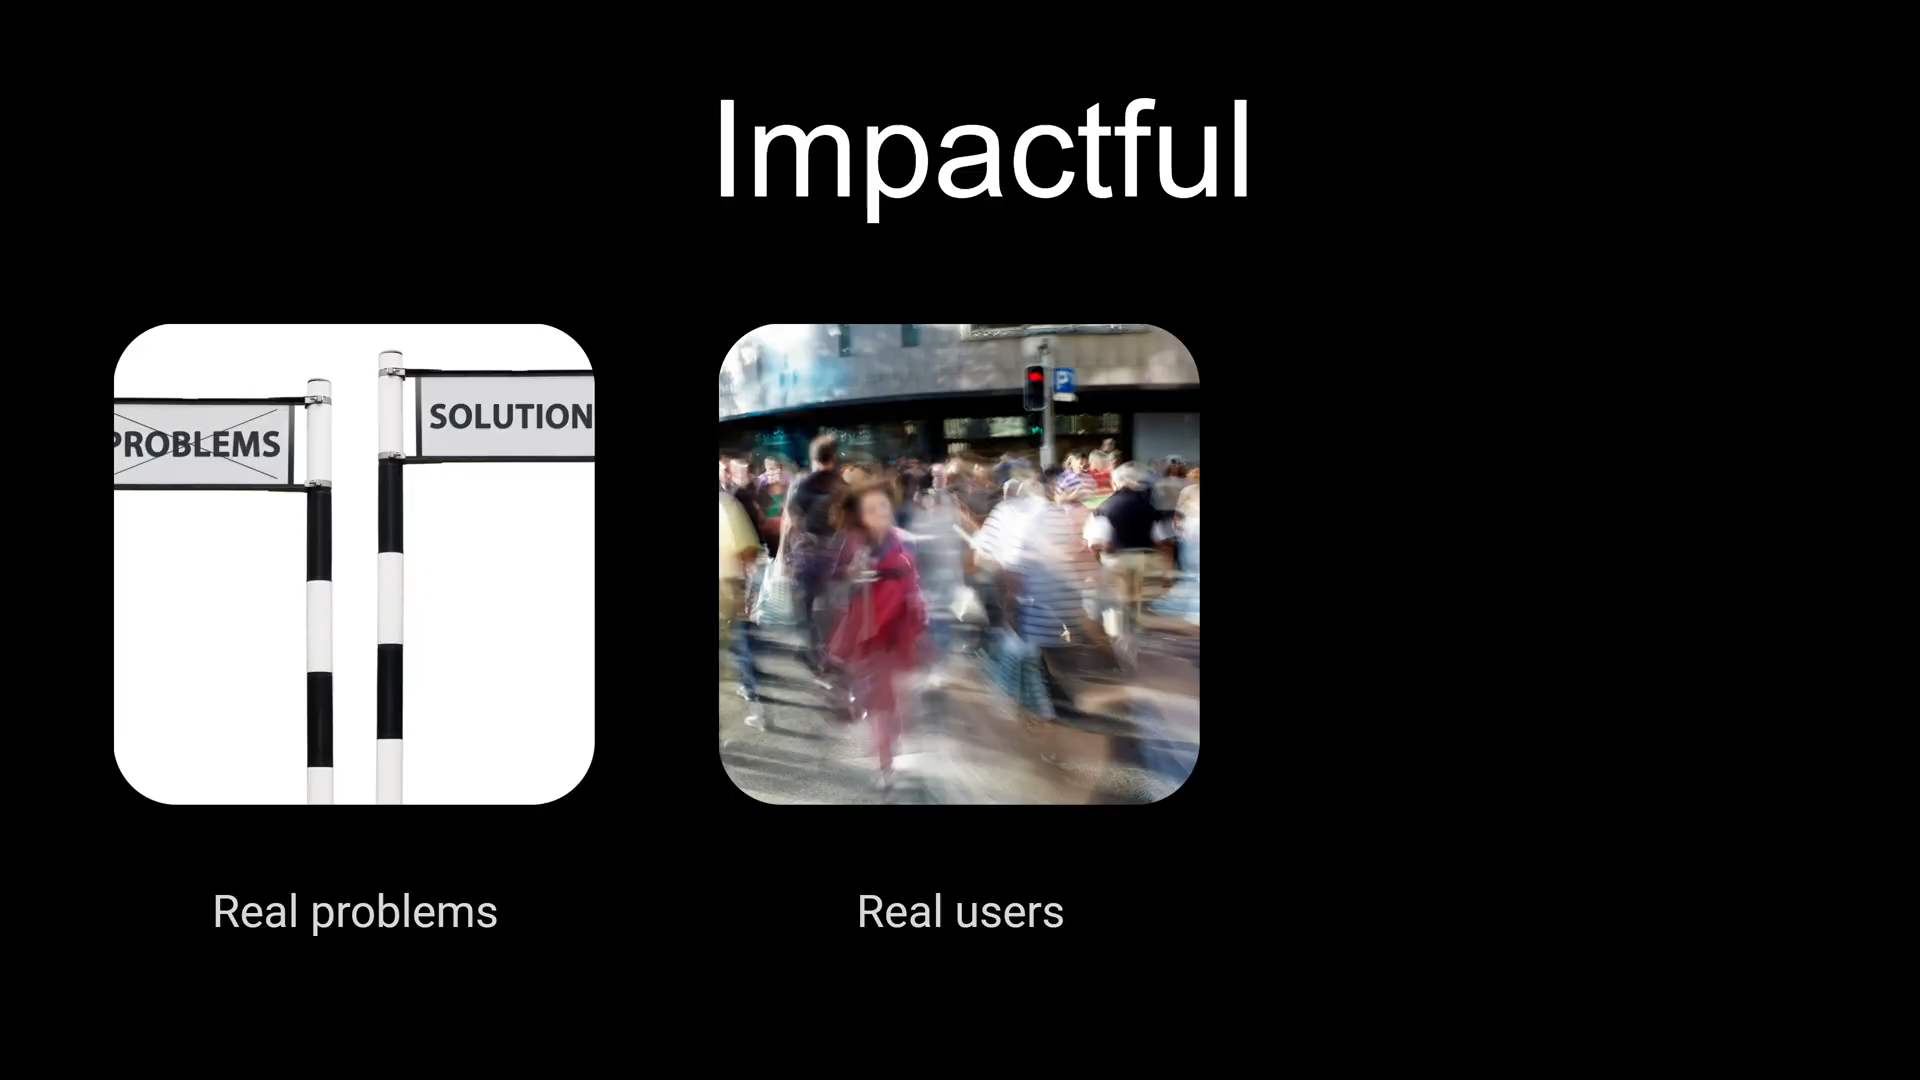 Impactful
PROBLEMS
SOLUTION
P
Real problems
Real users